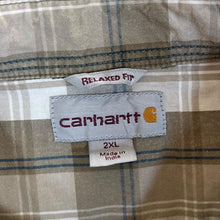 RELAXED FIT
carhartt
2XL
Made in
India